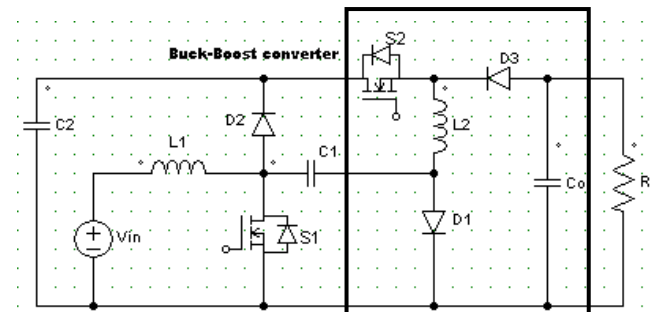 Buck-Boost converter
S2
D3
C2
D2
L2
L1
C1
Co
R
Vin
S1
D1